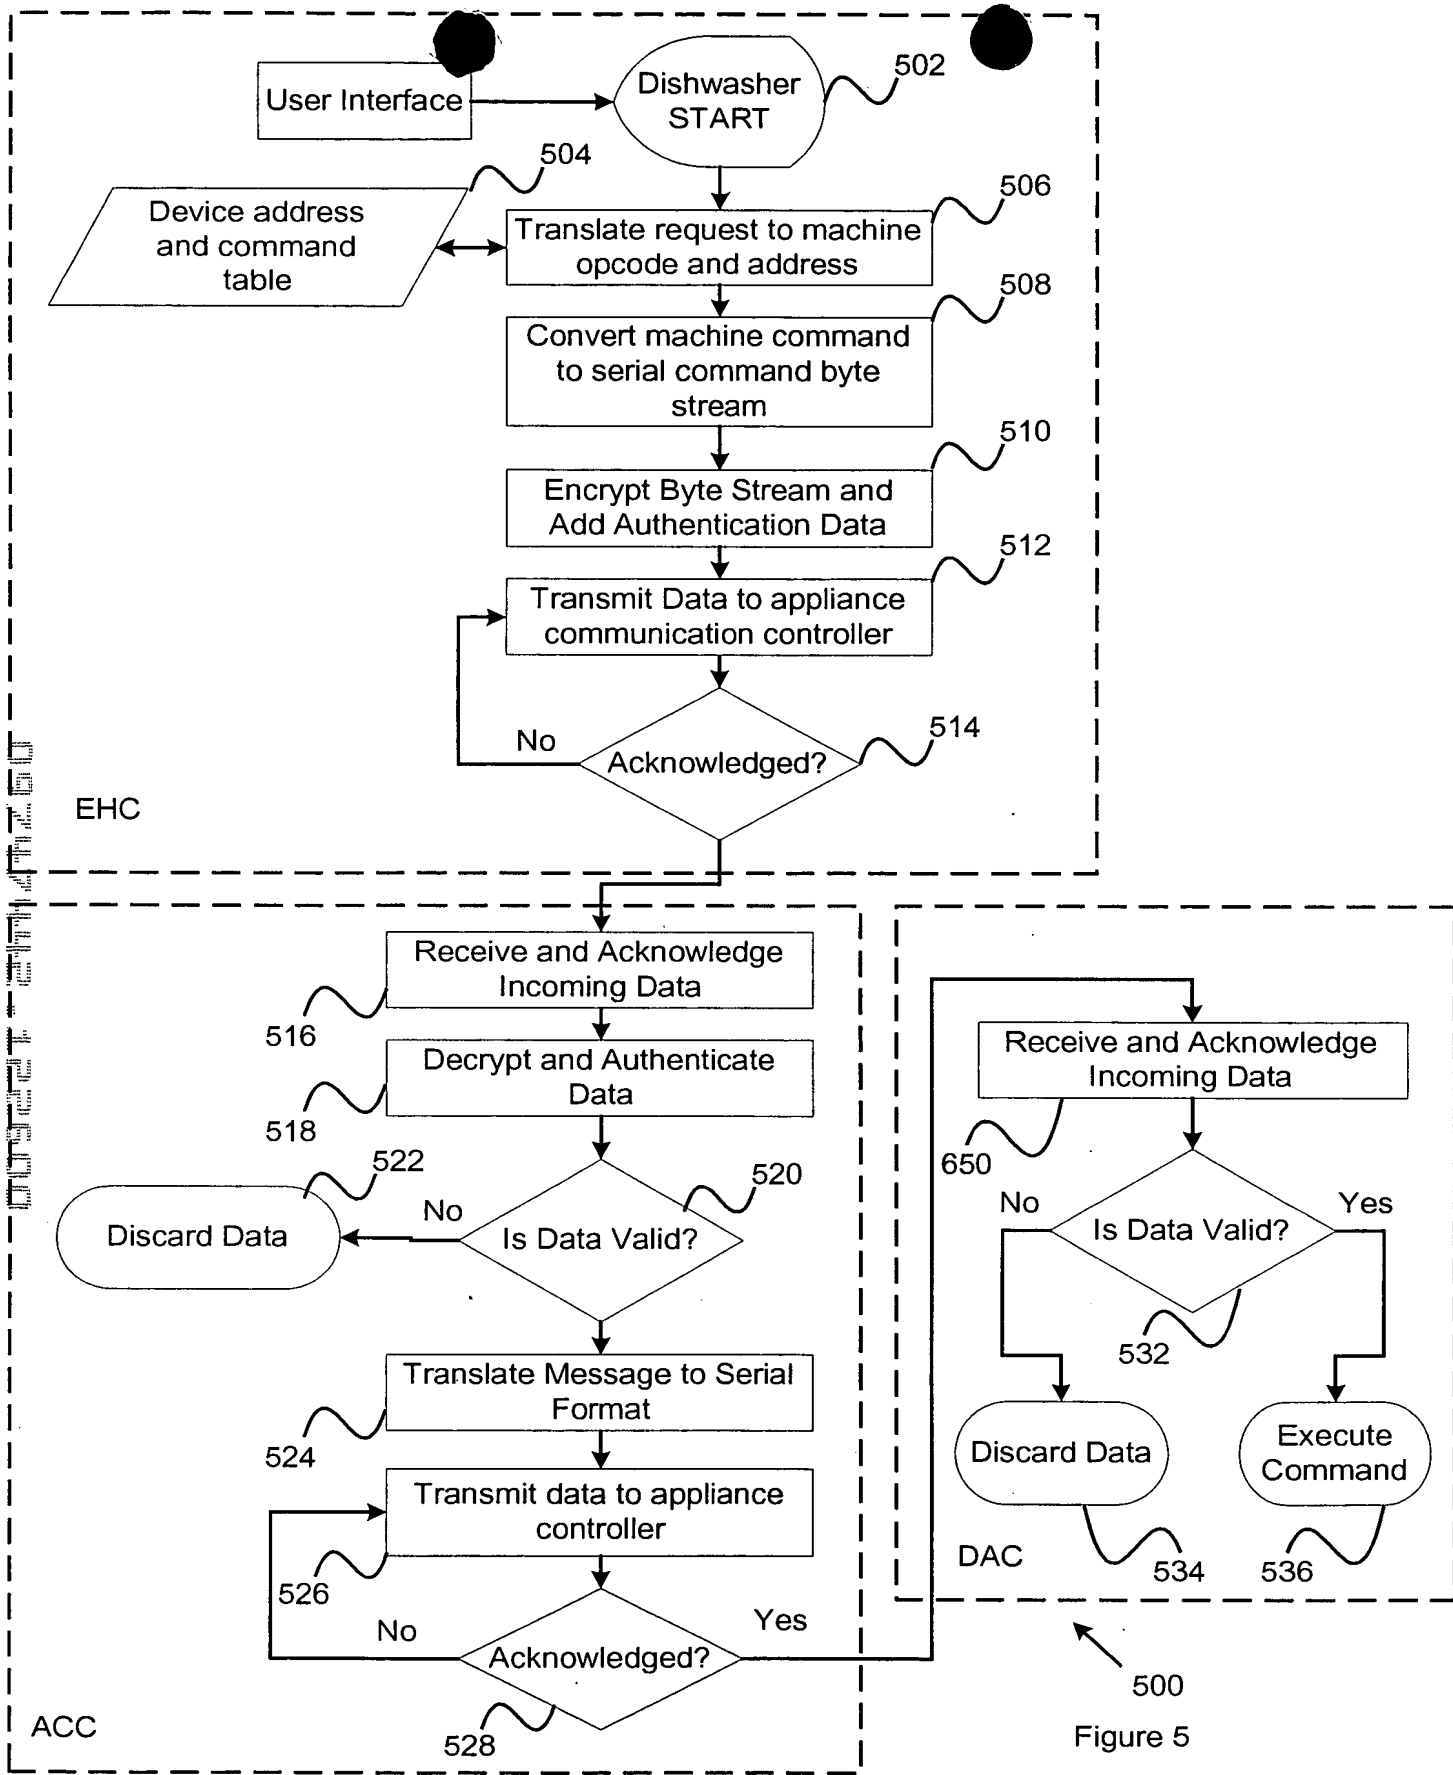 User Interface
Dishwasher
START
502
504
Device address
and command
table
506
Translate request to machine
opcode and address
508
Convert machine command
to serial command byte
stream
510
Encrypt Byte Stream and
Add Authentication Data
512
Transmit Data to appliance
communication controller
No
Acknowledged?
514
EHC
Receive and Acknowledge
Incoming Data
516
Decrypt and Authenticate
Data
518
522
Discard Data
No
Is Data Valid?
520
Translate Message to Serial
Format
524
Transmit data to appliance
controller
526
No
Acknowledged?
Yes
528
ACC
Receive and Acknowledge
Incoming Data
650
No
Is Data Valid?
Yes
532
Discard Data
Execute
Command
DAC
534
536
500
Figure 5